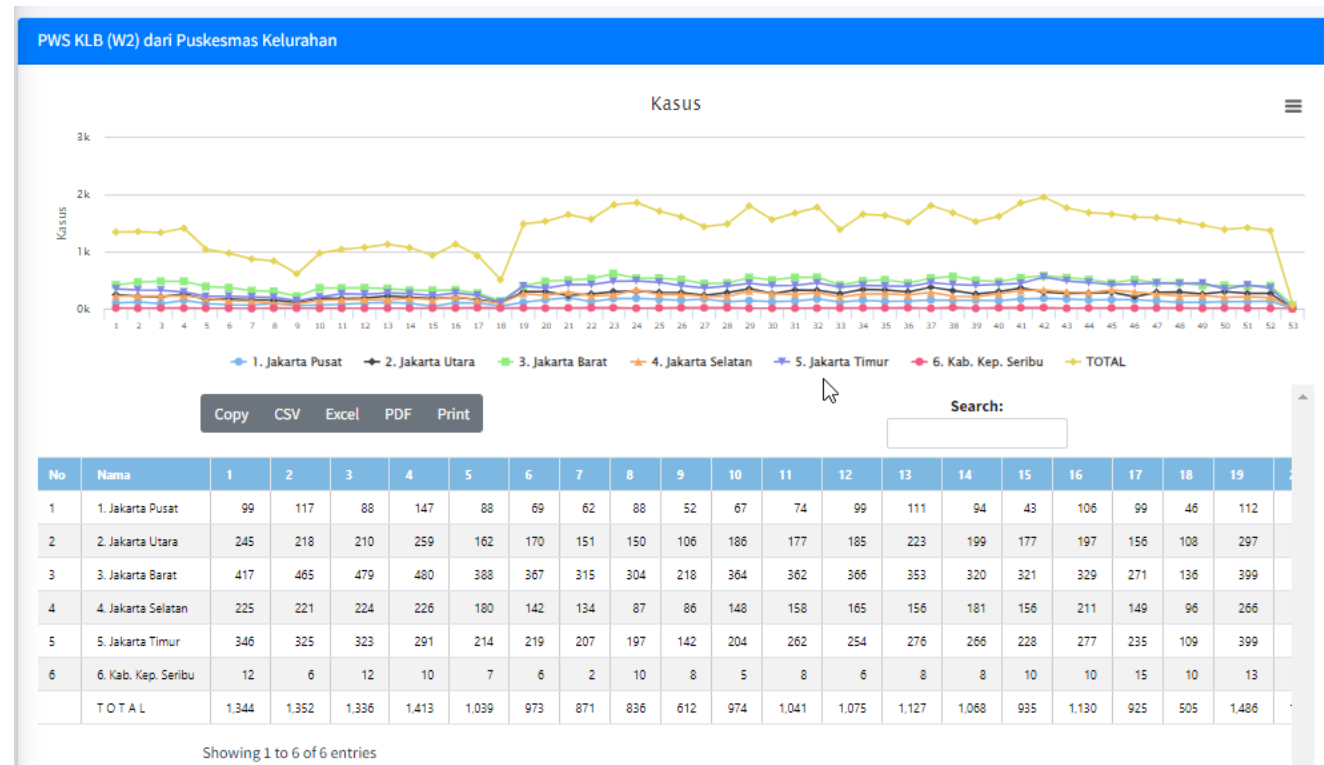 PWS KLB (W2) dari Puskesmas Kelurahan
Kasus
3k
2k
1k
0k
Kasus
1 2 3 4 5 6 7 8 9 10 11 12 13 14 15 16 17 18 19 20 21 22 23 24 25 26 27 28 29 30 31 32 33 34 35 36 37 38 39 40 41 42 43 44 45 46 47 48 49 50 51 52 53
1. Jakarta Pusat 2. Jakarta Utara 3. Jakarta Barat 4. Jakarta Selatan 5. Jakarta Timur 6. Kab. Kep. Seribu TOTAL
Copy CSV Excel PDF Print
Search:
No Nama 1 2 3 4 5 6 7 8 9 10 11 12 13 14 15 16 17 18 19
1 1. Jakarta Pusat 99 117 88 147 88 69 62 88 52 67 74 99 111 94 43 106 99 46 112
2 2. Jakarta Utara 245 218 210 259 162 170 151 150 106 186 177 185 223 199 177 197 156 108 297
3 3. Jakarta Barat 417 465 479 480 388 367 315 304 218 364 362 366 353 320 321 329 271 136 399
4 4. Jakarta Selatan 225 221 224 226 180 142 134 87 86 148 158 165 156 181 156 211 149 96 266
5 5. Jakarta Timur 346 325 323 291 214 219 207 197 142 204 262 254 276 266 228 277 235 109 399
6 6. Kab. Kep. Seribu 12 6 12 10 7 6 2 10 8 5 8 6 8 8 10 10 15 10 13
T O T A L 1,344 1,352 1,336 1,413 1,039 973 871 836 612 974 1,041 1,075 1,127 1,068 935 1,130 925 505 1,486
Showing 1 to 6 of 6 entries